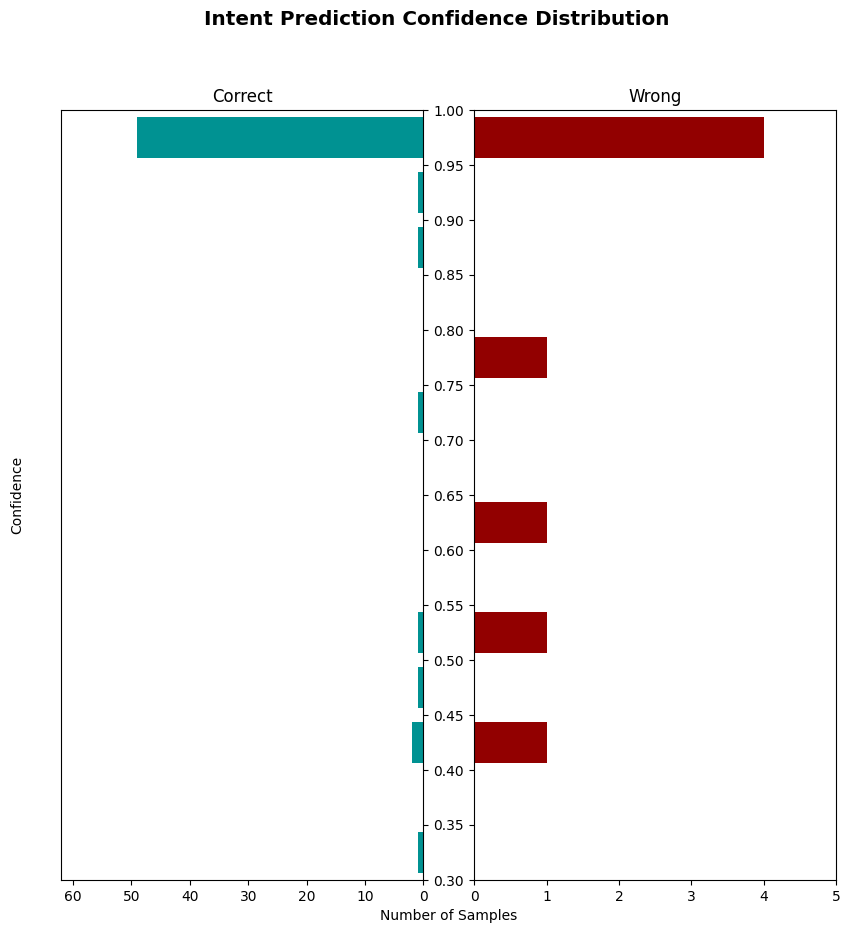 Intent Prediction Confidence Distribution
Correct
Wrong
1.00
0.95
0.90
0.85
0.80
0.75
0.70
0.65
0.60
0.55
0.50
0.45
0.40
0.35
0.30
Confidence
60 50 40 30 20 10 0
0 1 2 3 4 5
Number of Samples